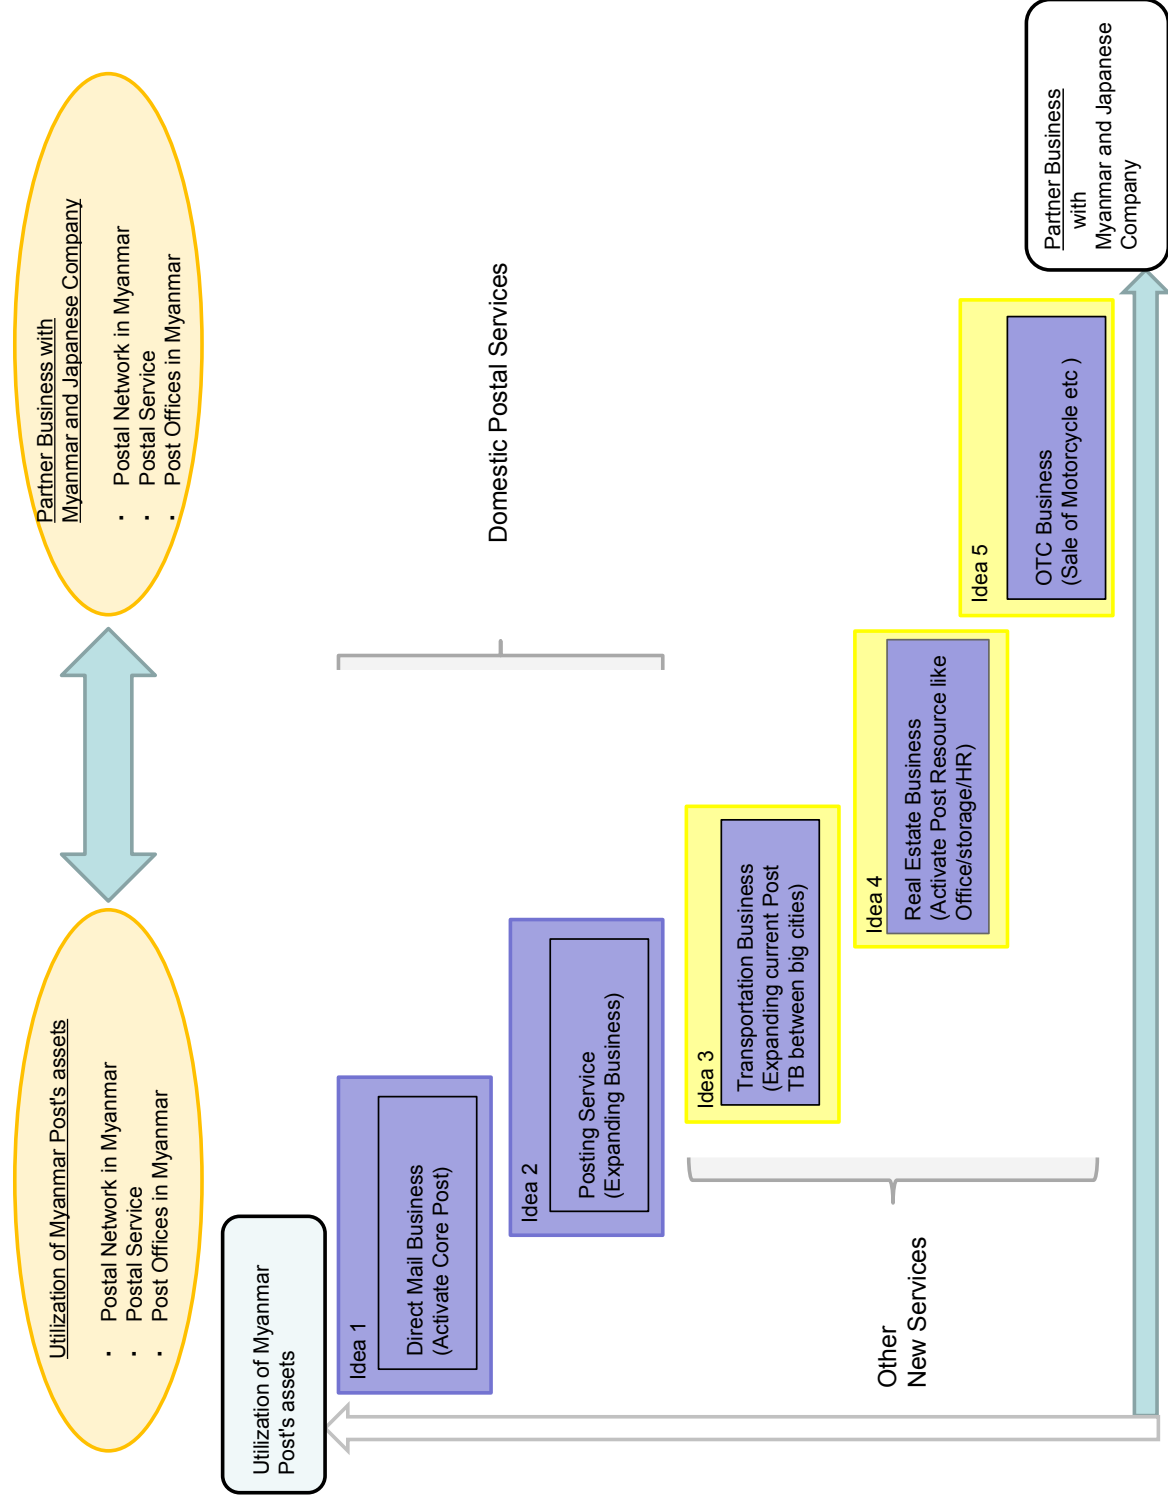 Utilization of Myanmar Post's assets
・ Postal Network in Myanmar
・ Postal Service
・ Post Offices in Myanmar
Partner Business with
Myanmar and Japanese Company
・ Postal Network in Myanmar
・ Postal Service
・ Post Offices in Myanmar
Utilization of Myanmar
Post's assets
Idea 1
Direct Mail Business
(Activate Core Post)
Idea 2
Posting Service
(Expanding Business)
Domestic Postal Services
Idea 3
Transportation Business
(Expanding current Post
TB between big cities)
Idea 4
Real Estate Business
(Activate Post Resource like
Office/storage/HR)
Idea 5
OTC Business
(Sale of Motorcycle etc )
Other
New Services
Partner Business
with
Myanmar and Japanese
Company